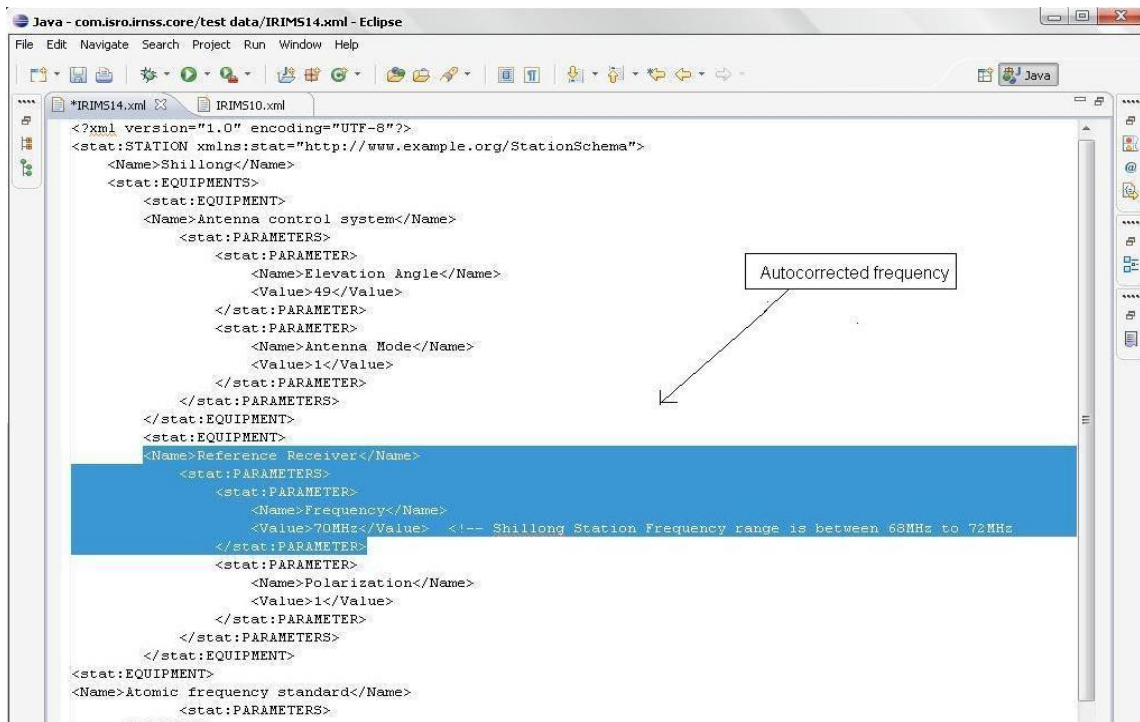 Java - com.isro.irnss.core/test data/IRIMS14.xml - Eclipse
File Edit Navigate Search Project Run Window Help
Java
*IRIMS14.xml IRIMS10.xml
<?xml version="1.0" encoding="UTF-8"?>
<stat:STATION xmlns:stat="http://www.example.org/StationSchema">
<Name>Shillong</Name>
<stat:EQUIPMENTS>
<stat:EQUIPMENT>
<Name>Antenna control system</Name>
<stat:PARAMETERS>
<stat:PARAMETER>
<Name>Elevation Angle</Name>
<Value>49</Value>
</stat:PARAMETER>
<stat:PARAMETER>
<Name>Antenna Mode</Name>
<Value>1</Value>
</stat:PARAMETER>
</stat:PARAMETERS>
</stat:EQUIPMENT>
<stat:EQUIPMENT>
<Name>Reference Receiver</Name>
<stat:PARAMETERS>
<stat:PARAMETER>
<Name>Frequency</Name>
<Value>70MHz</Value> <!-- Shillong Station Frequency range is between 68MHz to 72MHz
</stat:PARAMETER>
<stat:PARAMETER>
<Name>Polarization</Name>
<Value>1</Value>
</stat:PARAMETER>
</stat:PARAMETERS>
</stat:EQUIPMENT>
<stat:EQUIPMENT>
<Name>Atomic frequency standard</Name>
<stat:PARAMETERS>
Autocorrected frequency